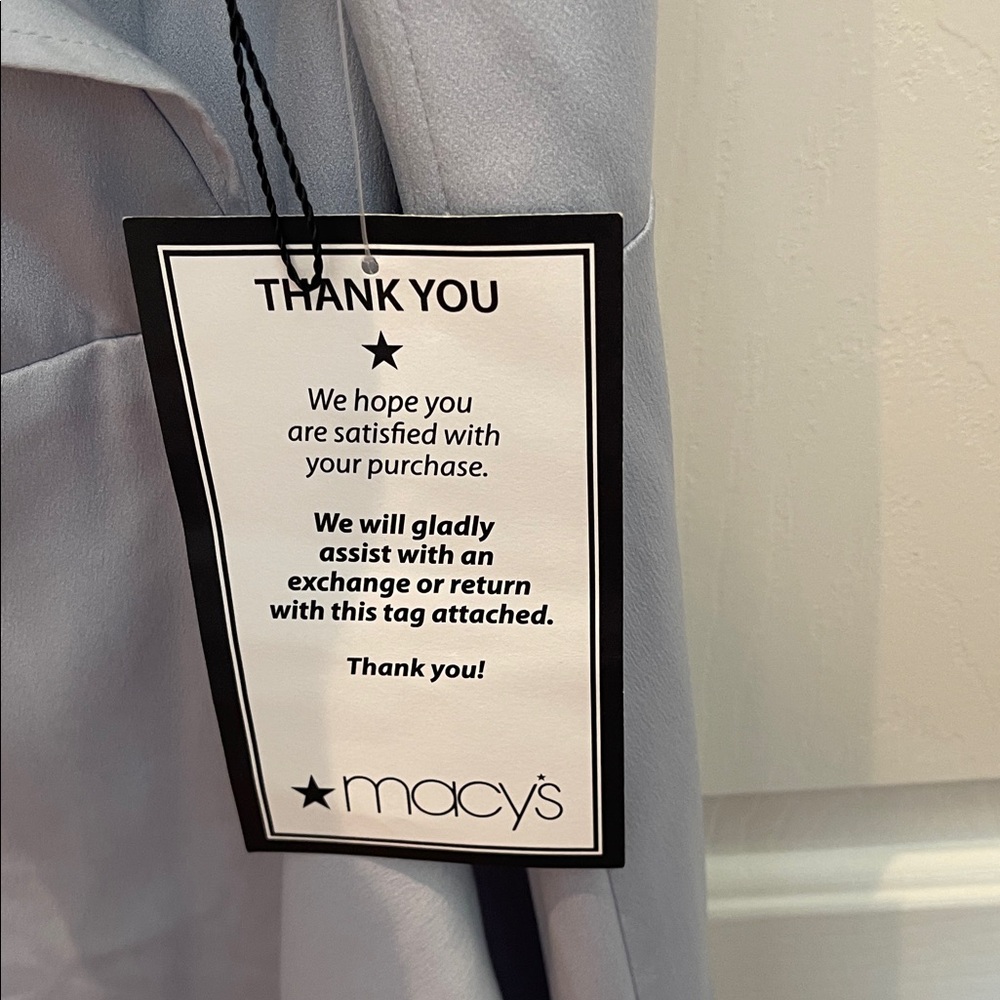 THANK YOU
We hope you
are satisfied with
your purchase.
We will gladly
assist with an
exchange or return
with this tag attached.
Thank you!
macy's